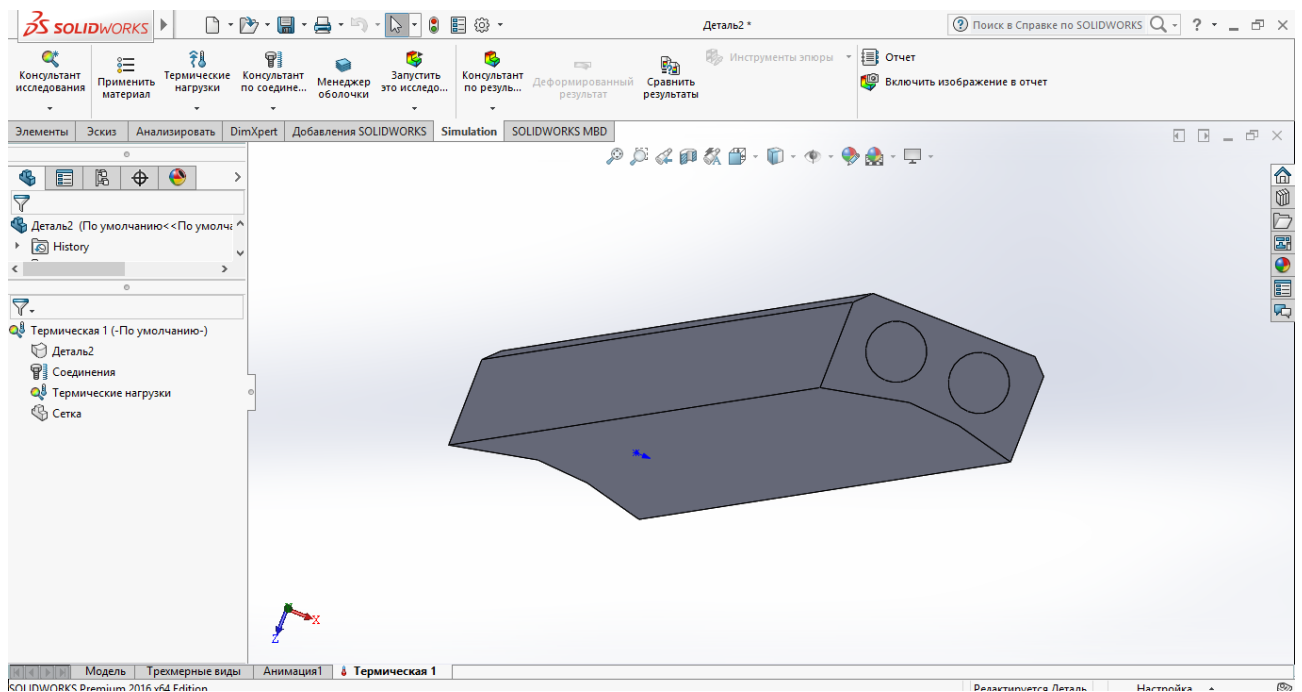 SOLIDWORKS
Деталь2 *
Поиск в Справке по SOLIDWORKS
?
Консультант исследования
Применить материал
Термические нагрузки
Консультант по соедине...
Менеджер оболочки
Запустить это исследо...
Консультант по резуль...
Деформированный результат
Сравнить результаты
Инструменты эпюры
Отчет
Включить изображение в отчет
Элементы
Эскиз
Анализировать
DimXpert
Добавления SOLIDWORKS
Simulation
SOLIDWORKS MBD
Деталь2 (По умолчанию<<По умолча
History
Термическая 1 (-По умолчанию-)
Деталь2
Соединения
Термические нагрузки
Сетка
X
Z
Модель
Трехмерные виды
Анимация1
Термическая 1
SOLIDWORKS Premium 2016 x64 Edition
Редактируется Деталь
Настройка